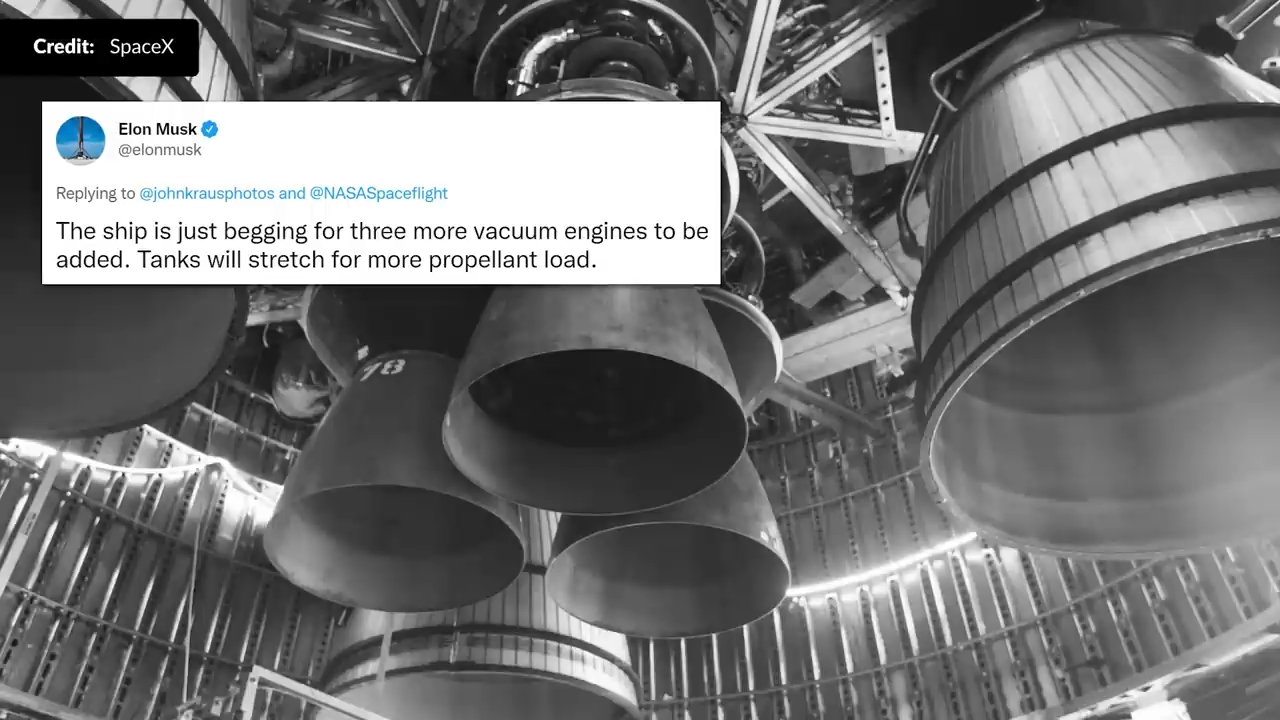 Credit: SpaceX
Elon Musk
@elonmusk
Replying to @johnkrausphotos and @NASASpaceflight
The ship is just begging for three more vacuum engines to be
added. Tanks will stretch for more propellant load.
78